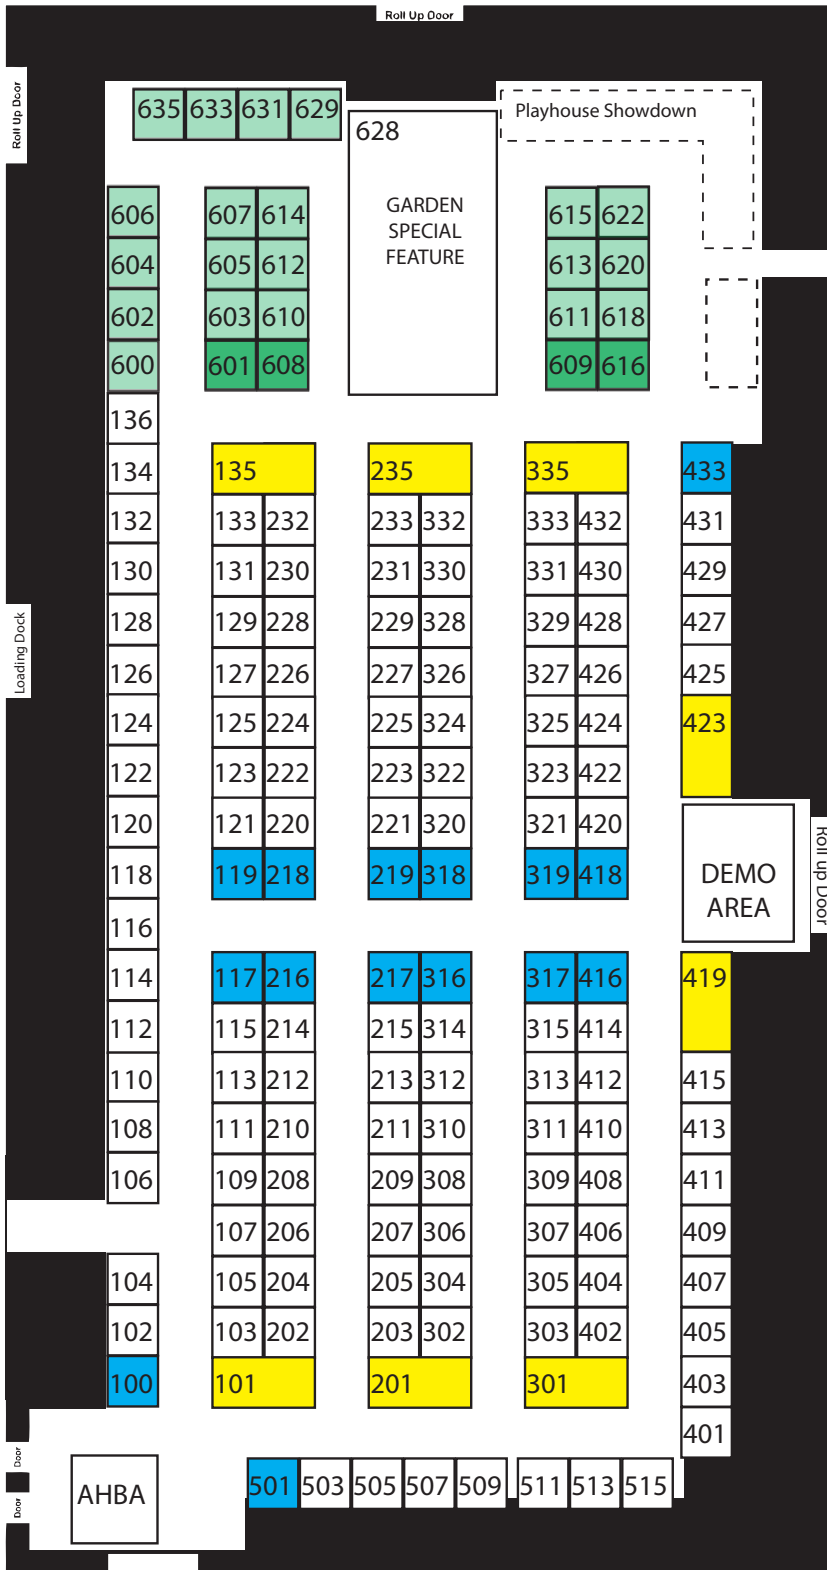 Roll Up Door
Roll Up Door
635 633 631 629
628
Playhouse Showdown
GARDEN
SPECIAL
FEATURE
606 607 614 615 622
604 605 612 613 620
602 603 610 611 618
600 601 608 609 616
136
134 135 235 335 433
132 133 232 233 332 333 432 431
130 131 230 231 330 331 430 429
128 129 228 229 328 329 428 427
Loading Dock
126 127 226 227 326 327 426 425
124 125 224 225 324 325 424 423
122 123 222 223 322 323 422
120 121 220 221 320 321 420
118 119 218 219 318 319 418
DEMO
AREA
Roll up Door
116
114 117 216 217 316 317 416 419
112 115 214 215 314 315 414
110 113 212 213 312 313 412 415
108 111 210 211 310 311 410 413
106 109 208 209 308 309 408 411
107 206 207 306 307 406 409
104 105 204 205 304 305 404 407
102 103 202 203 302 303 402 405
100 101 201 301 403
401
Door
Door
AHBA
501 503 505 507 509 511 513 515